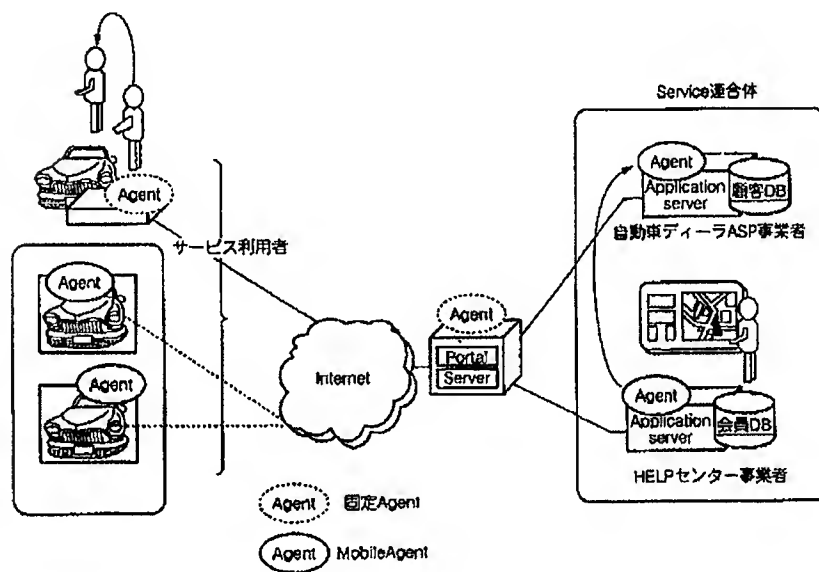 Service連合体
Agent
Application
server
顧客DB
自動車ディーラASP事業者
Agent
サービス利用者
Agent
Agent
Internet
Agent
Portal
Server
Agent
Application
server
会員DB
HELPセンター事業者
Agent 固定Agent
Agent MobileAgent